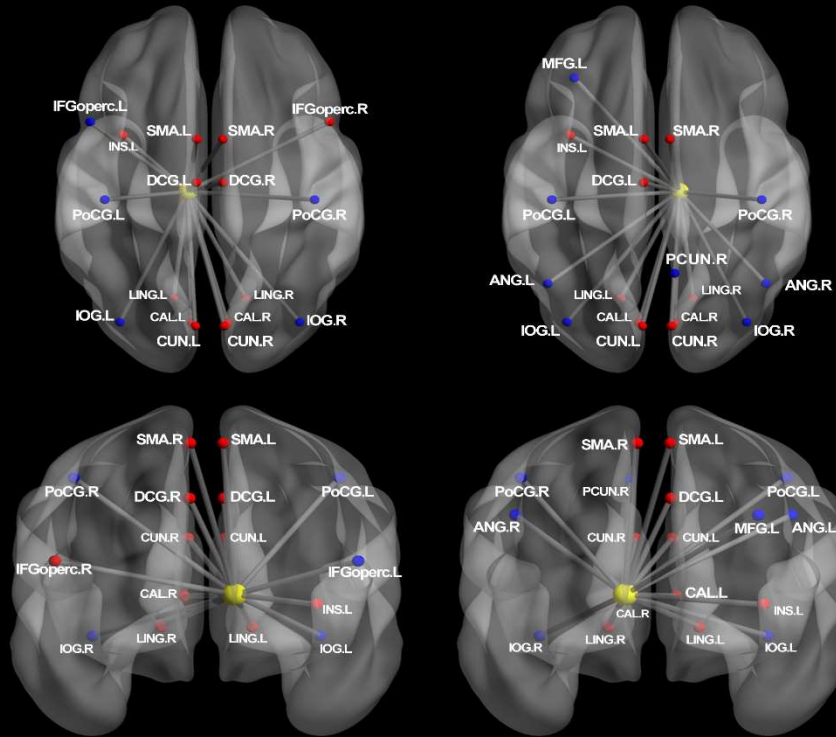 IFGoperc.L
IFGoperc.R
SMA.L
SMA.R
INS.L
DCG.L
DCG.R
PoCG.L
PoCG.R
LING.L
LING.R
IOG.L
CAL.L
CAL.R
IOG.R
CUN.L
CUN.R
MFG.L
SMA.L
SMA.R
INS.L
DCG.L
PoCG.L
PoCG.R
PCUN.R
ANG.L
ANG.R
LING.L
LING.R
IOG.L
CAL.L
CAL.R
IOG.R
CUN.L
CUN.R
SMA.R
SMA.L
PoCG.R
PoCG.L
DCG.R
DCG.L
CUN.R
CUN.L
IFGoperc.R
IFGoperc.L
CAL.R
INS.L
LING.R
LING.L
IOG.R
IOG.L
SMA.R
SMA.L
PoCG.R
PCUN.R
PoCG.L
DCG.L
ANG.R
MFG.L
ANG.L
CUN.R
CUN.L
CAL.L
CAL.R
INS.L
IOG.R
LING.R
LING.L
IOG.L